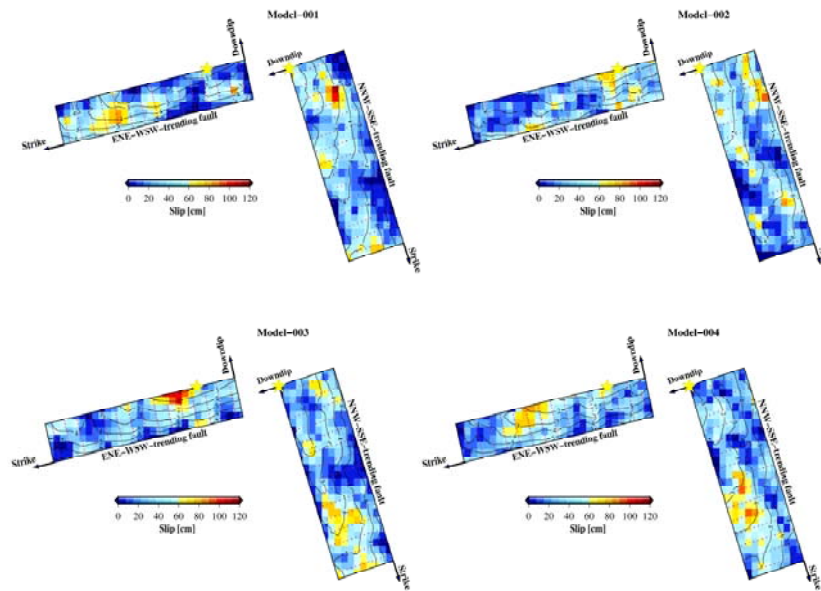 Model-001
Downdip
Downdip
NNW-SSE-trending fault
ENE-WSW-trending fault
Strike
0 20 40 60 80 100 120
Slip [cm]
Strike
Model-002
Downdip
Downdip
NNW-SSE-trending fault
ENE-WSW-trending fault
Strike
0 20 40 60 80 100 120
Slip [cm]
Strike
Model-003
Downdip
Downdip
NNW-SSE-trending fault
ENE-WSW-trending fault
Strike
0 20 40 60 80 100 120
Slip [cm]
Strike
Model-004
Downdip
Downdip
NNW-SSE-trending fault
ENE-WSW-trending fault
Strike
0 20 40 60 80 100 120
Slip [cm]
Strike